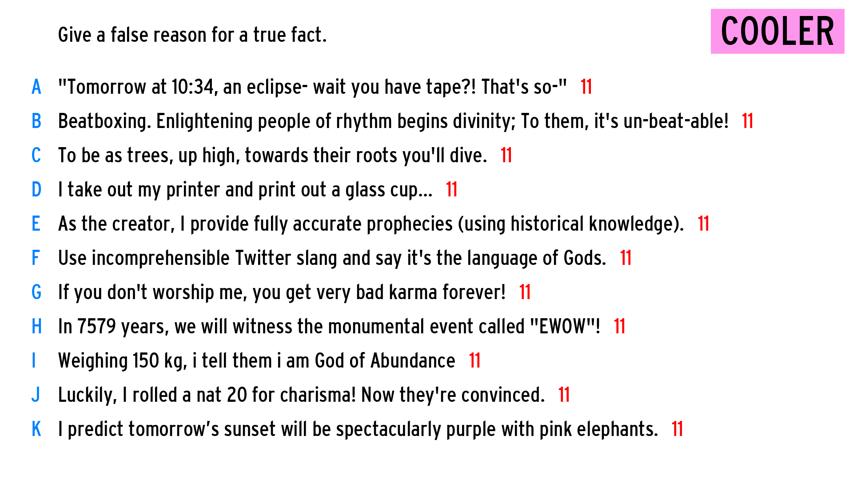 Give a false reason for a true fact.
COOLER
A "Tomorrow at 10:34, an eclipse- wait you have tape?! That's so-" 11
B Beatboxing. Enlightening people of rhythm begins divinity; To them, it's un-beat-able! 11
C To be as trees, up high, towards their roots you'll dive. 11
D I take out my printer and print out a glass cup... 11
E As the creator, I provide fully accurate prophecies (using historical knowledge). 11
F Use incomprehensible Twitter slang and say it's the language of Gods. 11
G If you don't worship me, you get very bad karma forever! 11
H In 7579 years, we will witness the monumental event called "EWOW"! 11
I Weighing 150 kg, i tell them i am God of Abundance 11
J Luckily, I rolled a nat 20 for charisma! Now they're convinced. 11
K I predict tomorrow’s sunset will be spectacularly purple with pink elephants. 11